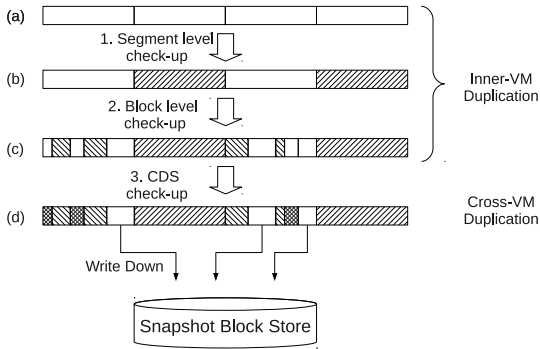 (a)
1. Segment level
check-up
(b)
Inner-VM
Duplication
2. Block level
check-up
(c)
3. CDS
check-up
(d)
Cross-VM
Duplication
Write Down
Snapshot Block Store